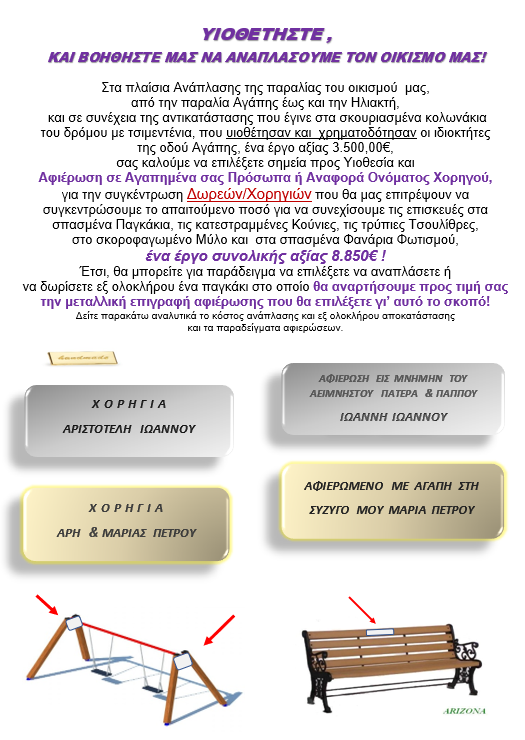 ΥΙΟΘΕΤΗΣΤΕ ,
ΚΑΙ ΒΟΗΘΗΣΤΕ ΜΑΣ ΝΑ ΑΝΑΠΛΑΣΟΥΜΕ ΤΟΝ ΟΙΚΙΣΜΟ ΜΑΣ!
Στα πλαίσια Ανάπλασης της παραλίας του οικισμού μας,
από την παραλία Αγάπης έως και την Ηλιακτή,
και σε συνέχεια της αντικατάστασης που έγινε στα σκουριασμένα κολωνάκια
του δρόμου με τσιμεντένια, που υιοθέτησαν και χρηματοδότησαν οι ιδιοκτήτες
της οδού Αγάπης, ένα έργο αξίας 3.500,00€,
σας καλούμε να επιλέξετε σημεία προς Υιοθεσία και
Αφιέρωση σε Αγαπημένα σας Πρόσωπα ή Αναφορά Ονόματος Χορηγού,
για την συγκέντρωση Δωρεών/Χορηγιών που θα μας επιτρέψουν να
συγκεντρώσουμε το απαιτούμενο ποσό για να συνεχίσουμε τις επισκευές στα
σπασμένα Παγκάκια, τις κατεστραμμένες Κούνιες, τις τρύπιες Τσουλίθρες,
στο σκοροφαγωμένο Μύλο και στα σπασμένα Φανάρια Φωτισμού,
ένα έργο συνολικής αξίας 8.850€ !
Έτσι, θα μπορείτε για παράδειγμα να επιλέξετε να αναπλάσετε ή
να δωρίσετε εξ ολοκλήρου ένα παγκάκι στο οποίο θα αναρτήσουμε προς τιμή σας
την μεταλλική επιγραφή αφιέρωσης που θα επιλέξετε γι’ αυτό το σκοπό!
Δείτε παρακάτω αναλυτικά το κόστος ανάπλασης και εξ ολοκλήρου αποκατάστασης
και τα παραδείγματα αφιερώσεων.
handmade
Χ Ο Ρ Η Γ Ι Α
ΑΡΙΣΤΟΤΕΛΗ ΙΩΑΝΝΟΥ
ΑΦΙΕΡΩΣΗ ΕΙΣ ΜΝΗΜΗΝ ΤΟΥ
ΑΕΙΜΝΗΣΤΟΥ ΠΑΤΕΡΑ & ΠΑΠΠΟΥ
ΙΩΑΝΝΗ ΙΩΑΝΝΟΥ
Χ Ο Ρ Η Γ Ι Α
ΑΡΗ & ΜΑΡΙΑΣ ΠΕΤΡΟΥ
ΑΦΙΕΡΩΜΕΝΟ ΜΕ ΑΓΑΠΗ ΣΤΗ
ΣΥΖΥΓΟ ΜΟΥ ΜΑΡΙΑ ΠΕΤΡΟΥ
ARIZONA